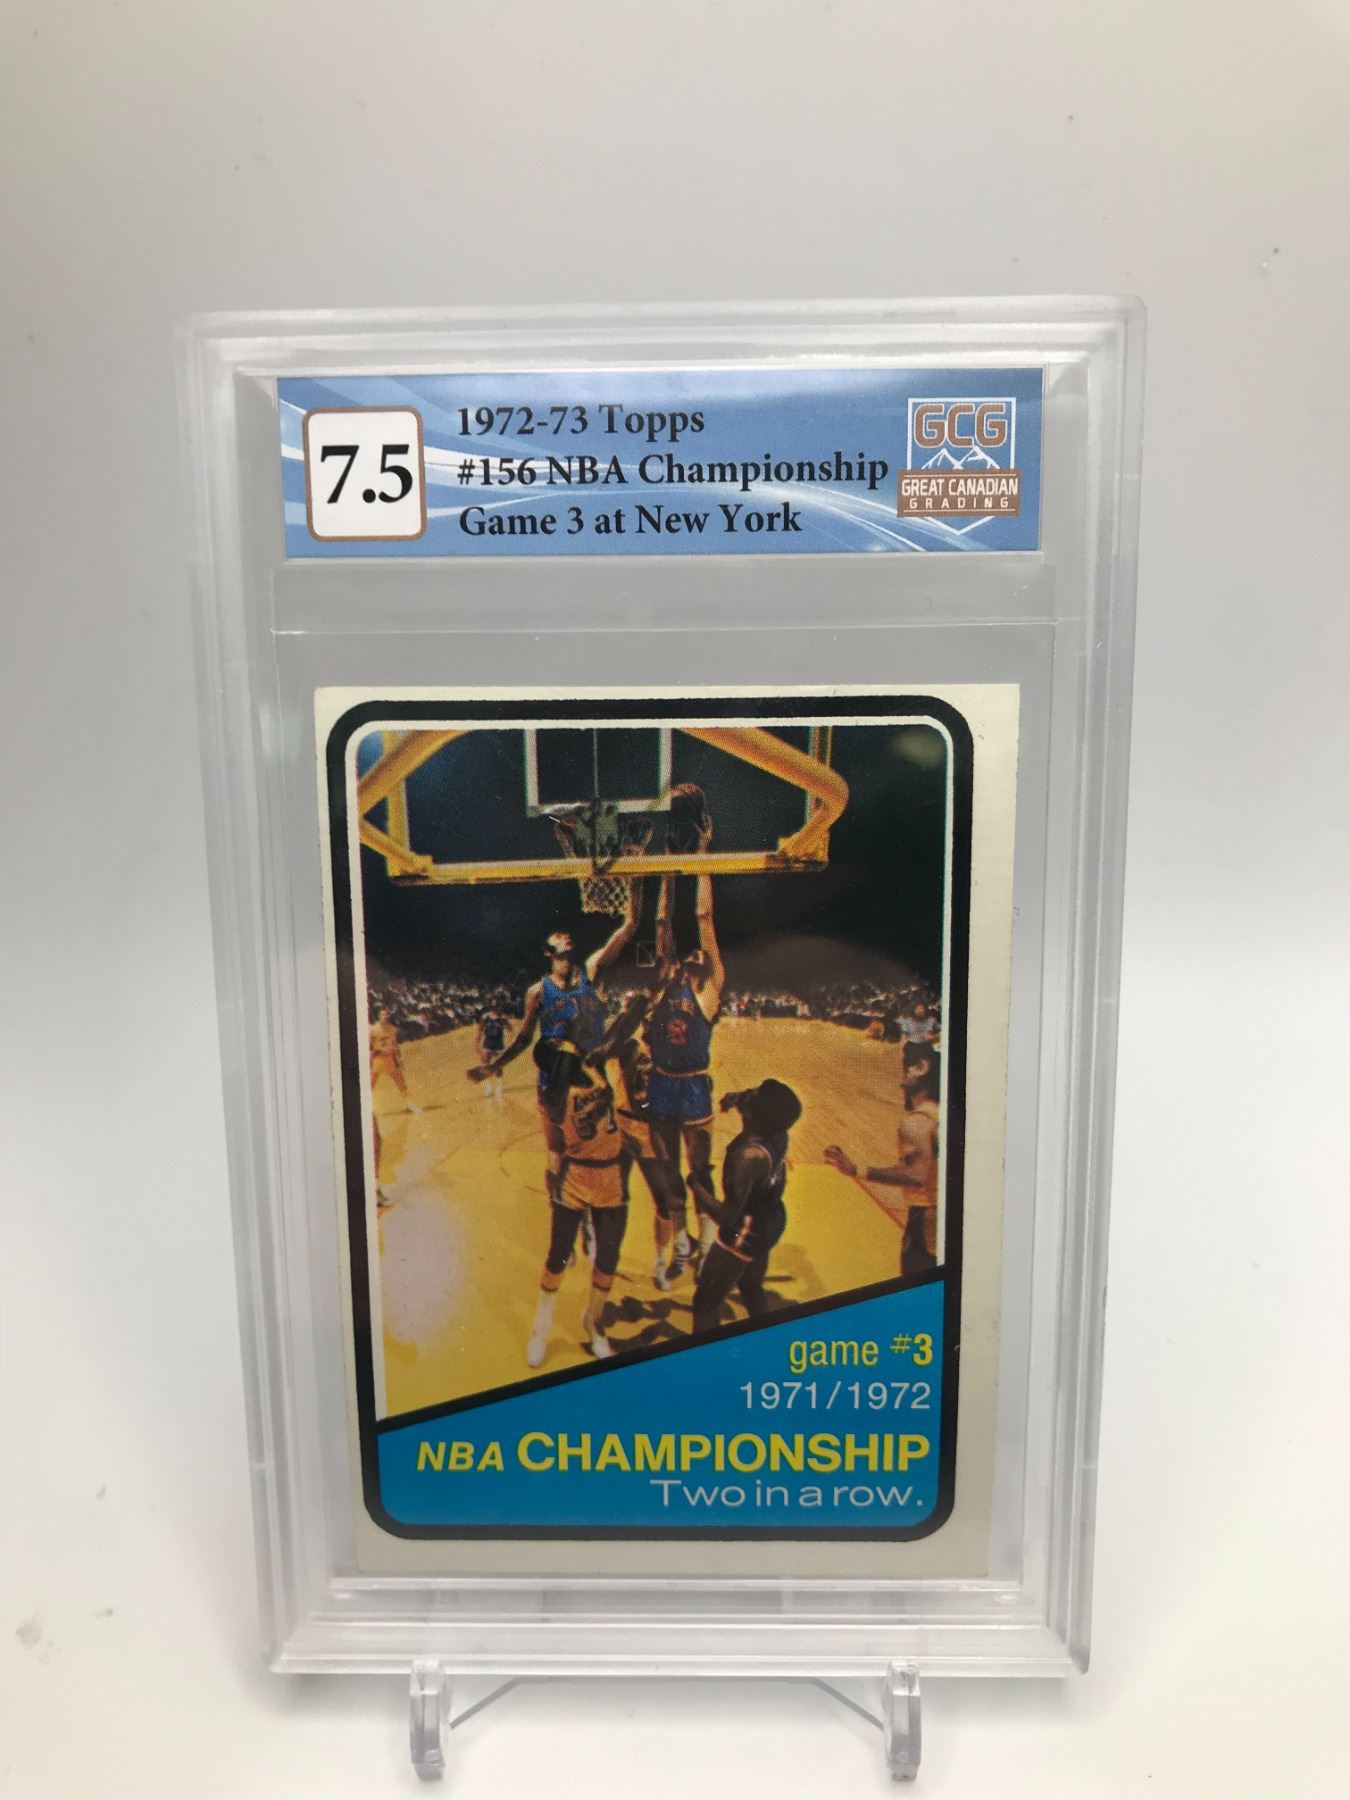 7.5
1972-73 Topps
#156 NBA Championship
Game 3 at New York
GCG
GREAT CANADIAN
GRADING
game #3
1971/1972
NBA CHAMPIONSHIP
Two in a row.